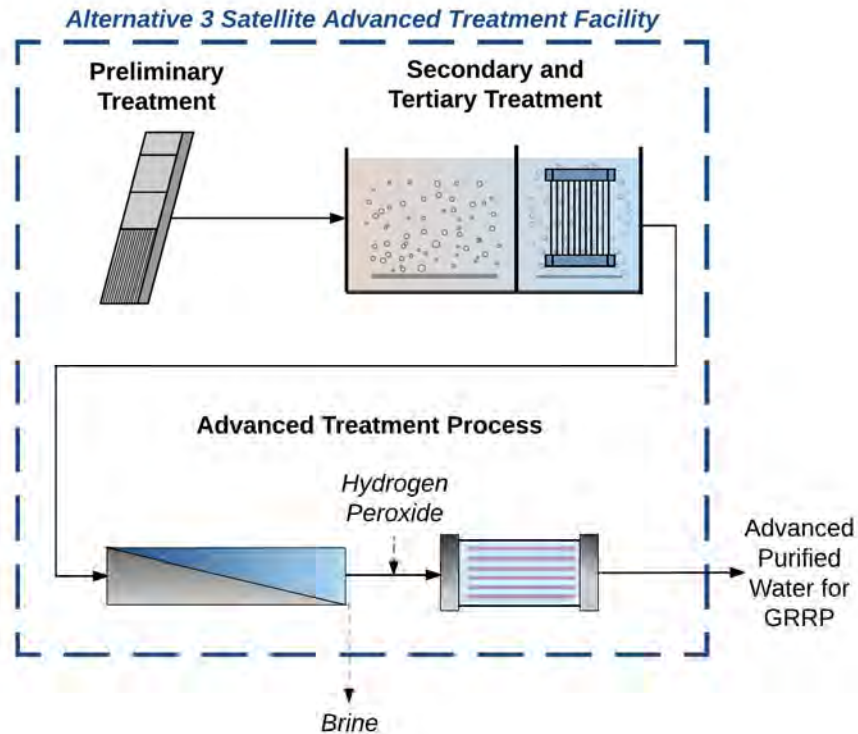 Alternative 3 Satellite Advanced Treatment Facility
Preliminary
Treatment
Secondary and
Tertiary Treatment
Advanced Treatment Process
Hydrogen
Peroxide
Advanced
Purified
Water for
GRRP
Brine